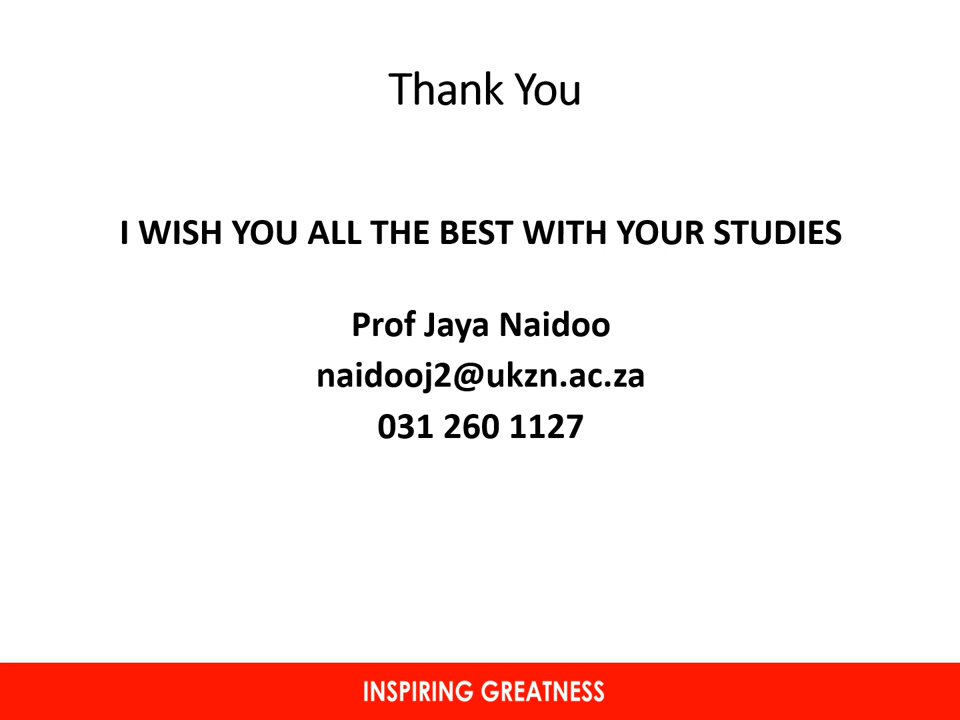 Thank You
I WISH YOU ALL THE BEST WITH YOUR STUDIES
Prof Jaya Naidoo
naidooj2@ukzn.ac.za
031 260 1127
INSPIRING GREATNESS